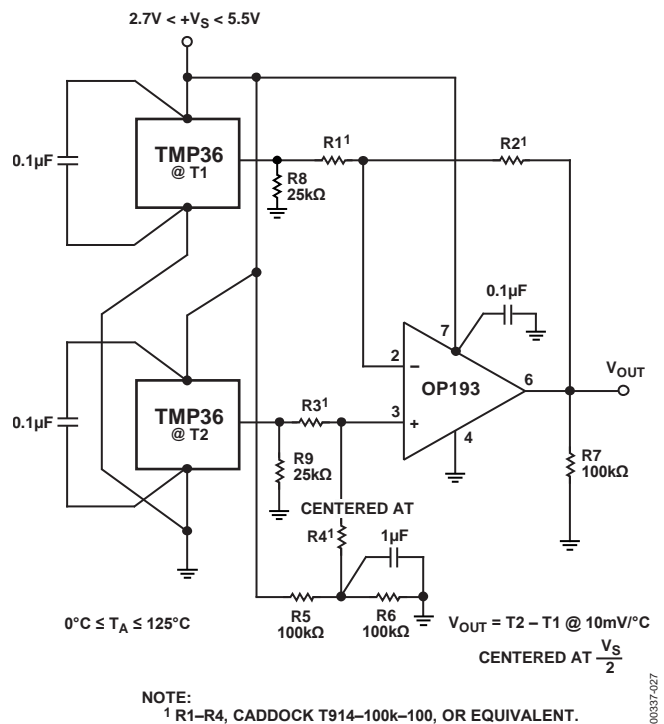 2.7V < +VS < 5.5V
0.1µF
TMP36
@ T1
R8
25kΩ
R1¹
R2¹
0.1µF
7
2
−
OP193
6
VOUT
3
+
4
0.1µF
TMP36
@ T2
R3¹
R9
25kΩ
CENTERED AT
R4¹
1µF
R7
100kΩ
R5
100kΩ
R6
100kΩ
0°C ≤ TA ≤ 125°C
VOUT = T2 – T1 @ 10mV/°C
CENTERED AT VS
2
NOTE:
¹ R1–R4, CADDOCK T914–100k–100, OR EQUIVALENT.
00337-027